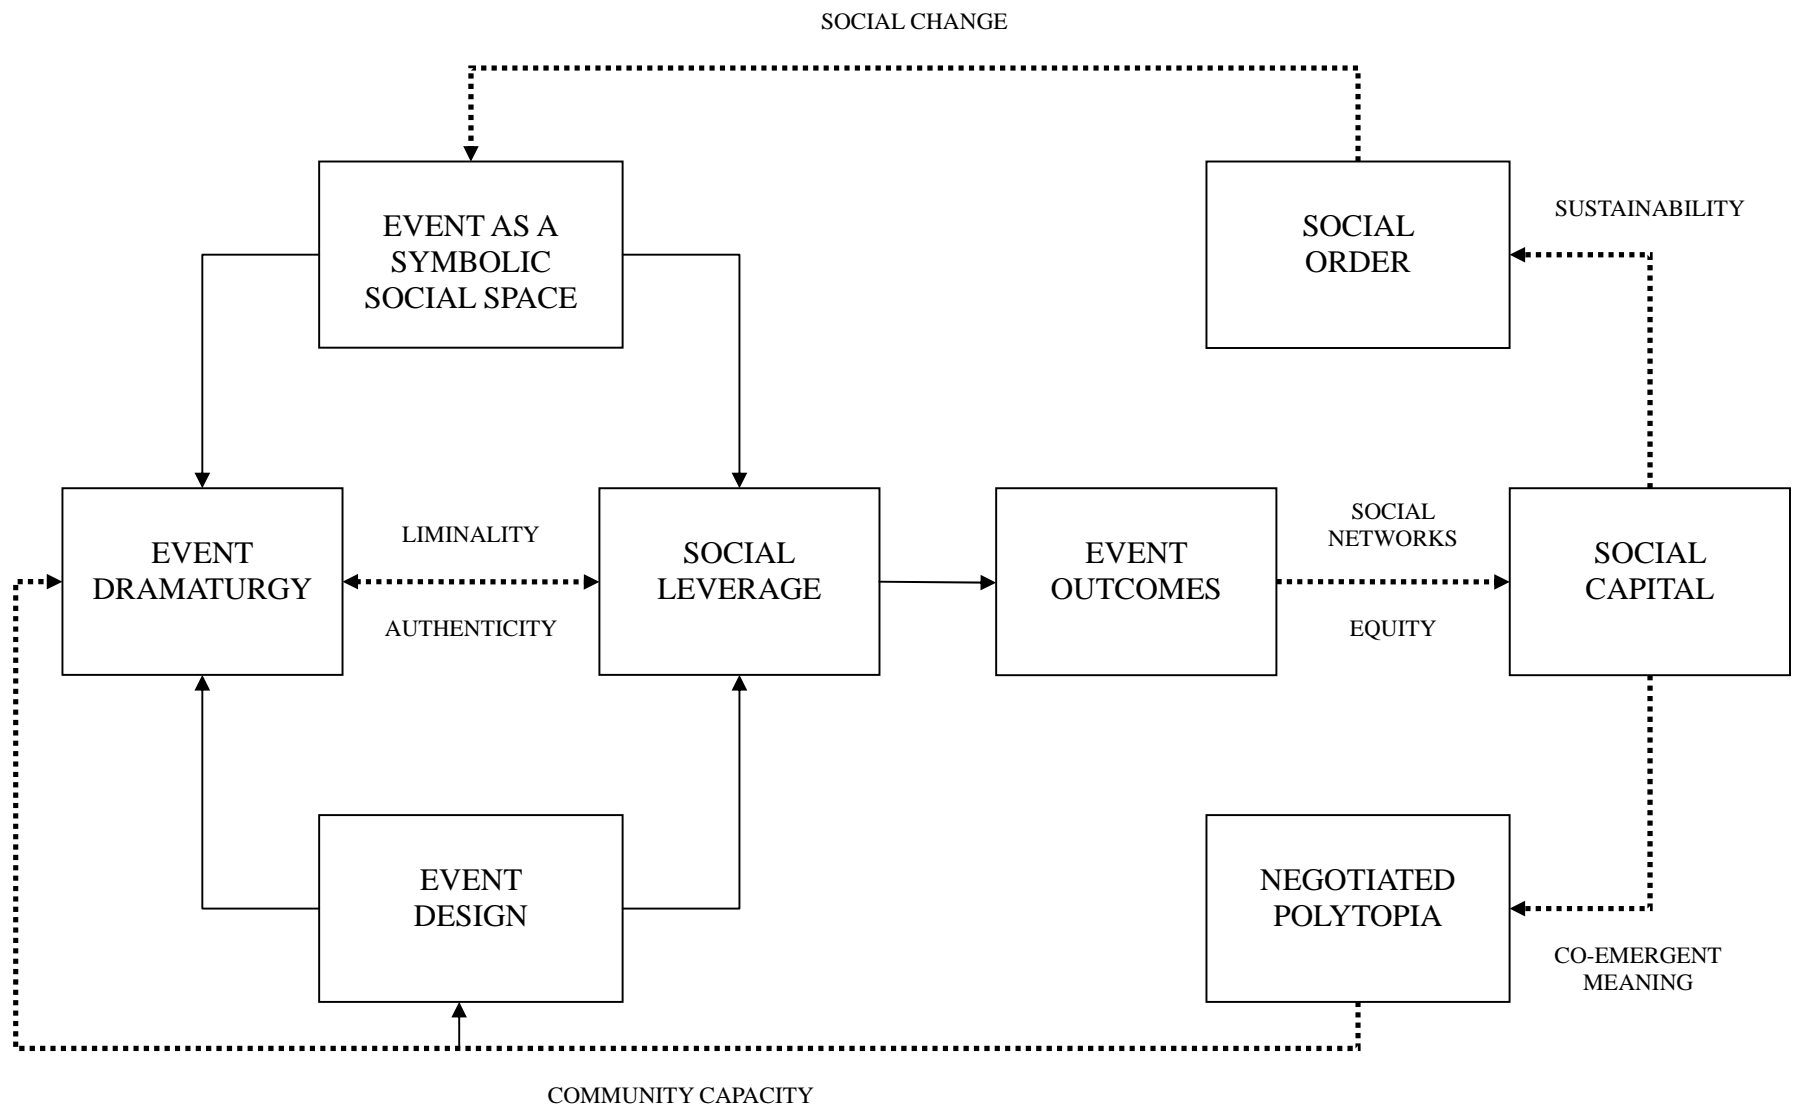 SOCIAL CHANGE
EVENT AS A
SYMBOLIC
SOCIAL SPACE
SOCIAL
ORDER
SUSTAINABILITY
EVENT
DRAMATURGY
LIMINALITY
AUTHENTICITY
SOCIAL
LEVERAGE
EVENT
OUTCOMES
SOCIAL
NETWORKS
EQUITY
SOCIAL
CAPITAL
EVENT
DESIGN
NEGOTIATED
POLYTOPIA
CO-EMERGENT
MEANING
COMMUNITY CAPACITY